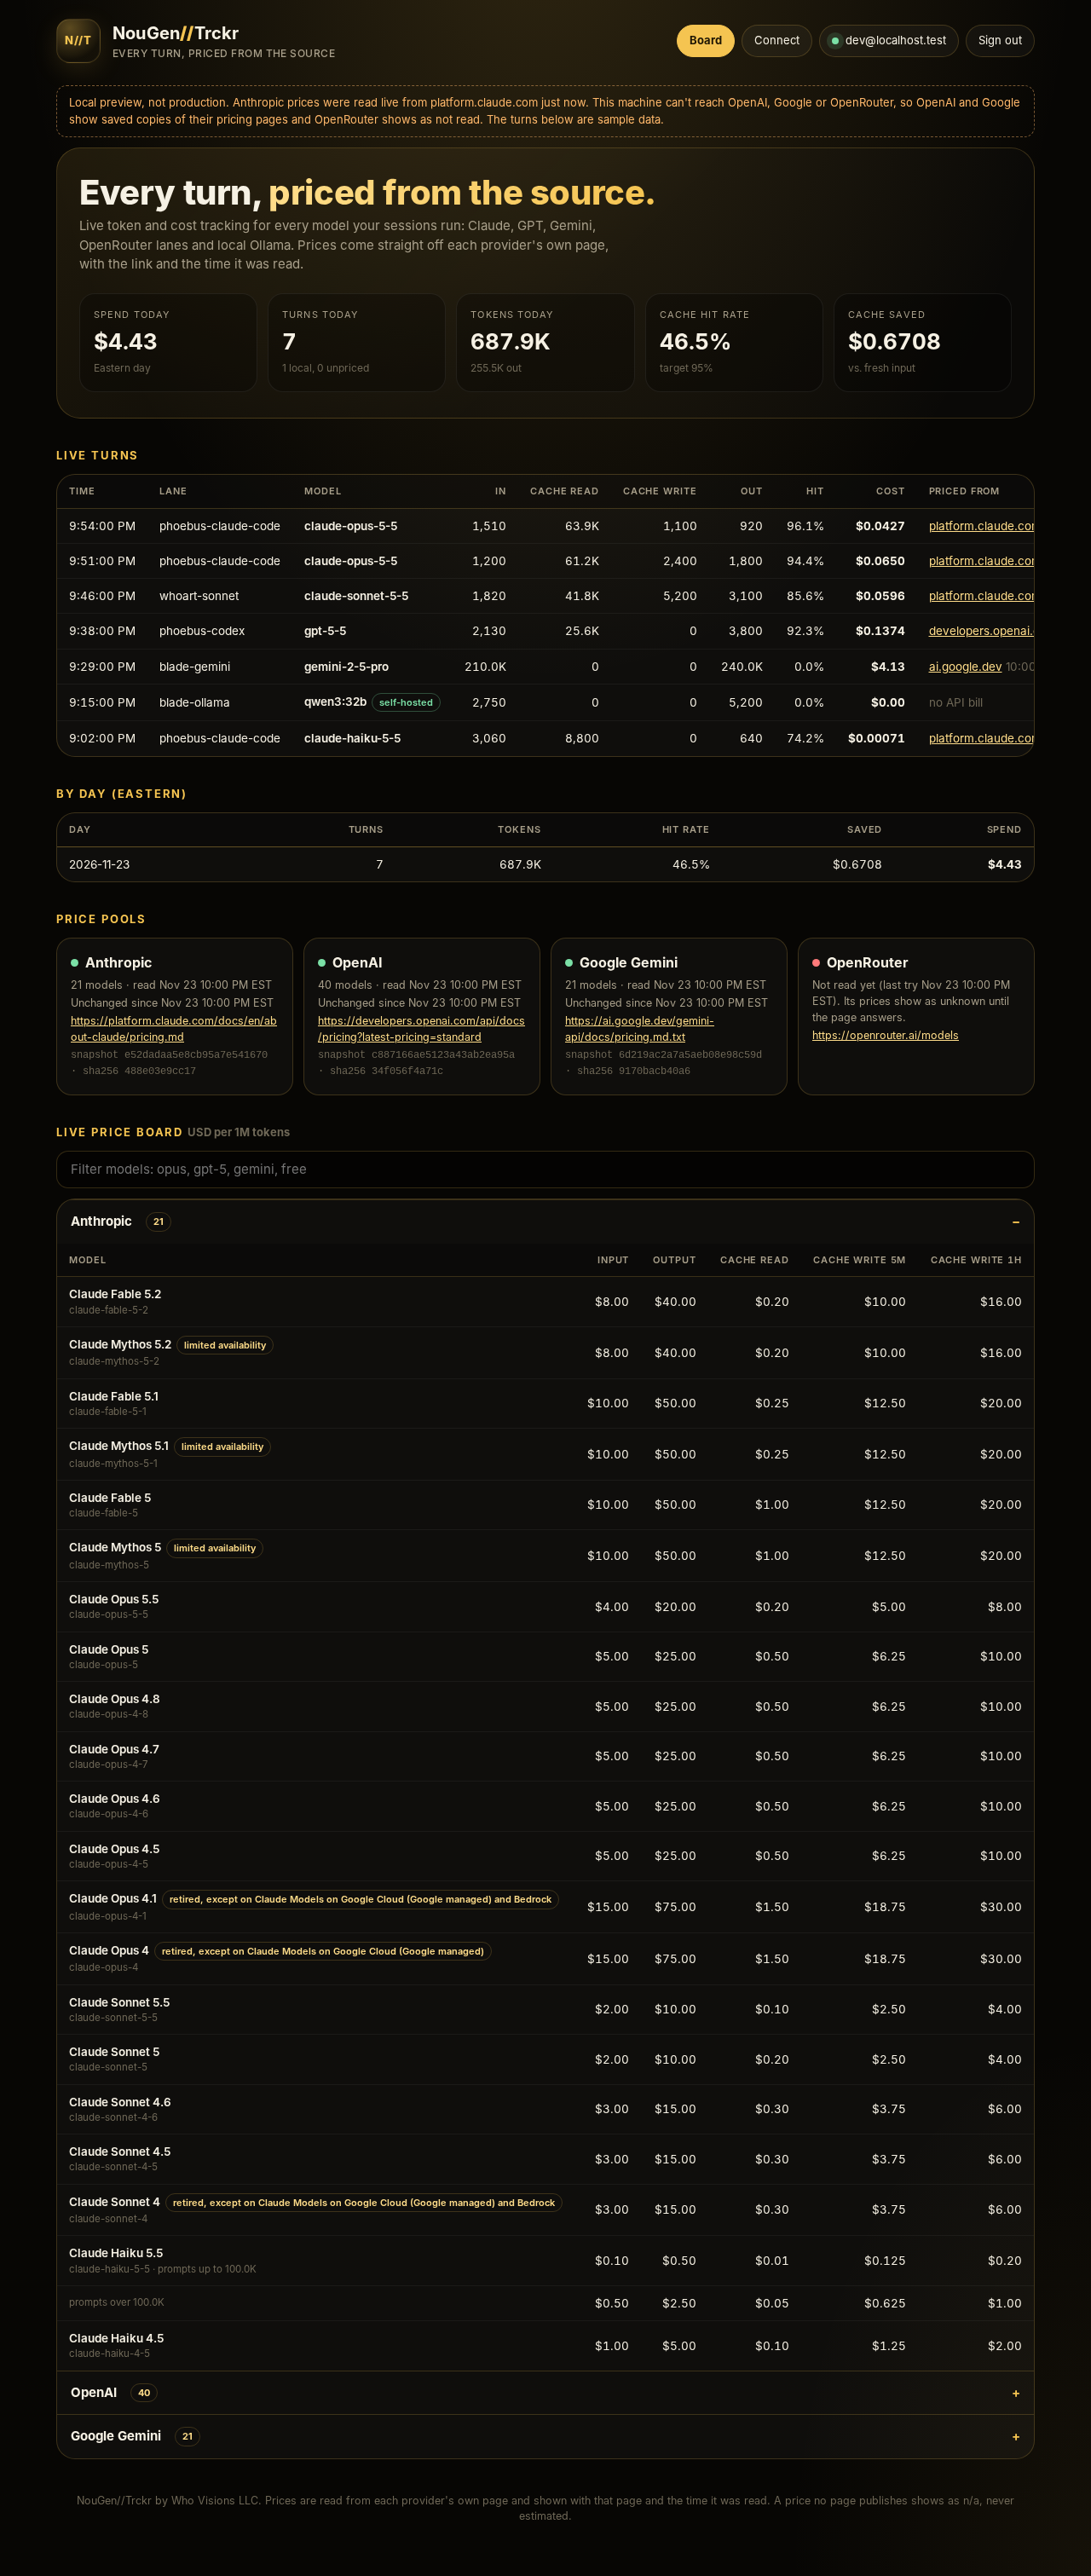 N//T
NouGen//Trckr
EVERY TURN, PRICED FROM THE SOURCE
Board
Connect
dev@localhost.test
Sign out
Local preview, not production. Anthropic prices were read live from platform.claude.com just now. This machine can't reach OpenAI, Google or OpenRouter, so OpenAI and Google
show saved copies of their pricing pages and OpenRouter shows as not read. The turns below are sample data.
Every turn, priced from the source.
Live token and cost tracking for every model your sessions run: Claude, GPT, Gemini,
OpenRouter lanes and local Ollama. Prices come straight off each provider's own page,
with the link and the time it was read.
SPEND TODAY
$4.43
Eastern day
TURNS TODAY
7
1 local, 0 unpriced
TOKENS TODAY
687.9K
255.5K out
CACHE HIT RATE
46.5%
target 95%
CACHE SAVED
$0.6708
vs. fresh input
LIVE TURNS
TIME LANE MODEL IN CACHE READ CACHE WRITE OUT HIT COST PRICED FROM
9:54:00 PM phoebus-claude-code claude-opus-5-5 1,510 63.9K 1,100 920 96.1% $0.0427 platform.claude.cor
9:51:00 PM phoebus-claude-code claude-opus-5-5 1,200 61.2K 2,400 1,800 94.4% $0.0650 platform.claude.cor
9:46:00 PM whoart-sonnet claude-sonnet-5-5 1,820 41.8K 5,200 3,100 85.6% $0.0596 platform.claude.cor
9:38:00 PM phoebus-codex gpt-5-5 2,130 25.6K 0 3,800 92.3% $0.1374 developers.openai.
9:29:00 PM blade-gemini gemini-2-5-pro 210.0K 0 0 240.0K 0.0% $4.13 ai.google.dev 10:00
9:15:00 PM blade-ollama qwen3:32b self-hosted 2,750 0 0 5,200 0.0% $0.00 no API bill
9:02:00 PM phoebus-claude-code claude-haiku-5-5 3,060 8,800 0 640 74.2% $0.00071 platform.claude.cor
BY DAY (EASTERN)
DAY TURNS TOKENS HIT RATE SAVED SPEND
2026-11-23 7 687.9K 46.5% $0.6708 $4.43
PRICE POOLS
Anthropic
21 models · read Nov 23 10:00 PM EST
Unchanged since Nov 23 10:00 PM EST
https://platform.claude.com/docs/en/ab
out-claude/pricing.md
snapshot e52dadaa5e8cb95a7e541670
· sha256 488e03e9cc17
OpenAI
40 models · read Nov 23 10:00 PM EST
Unchanged since Nov 23 10:00 PM EST
https://developers.openai.com/api/docs
/pricing?latest-pricing=standard
snapshot c887166ae5123a43ab2ea95a
· sha256 34f056f4a71c
Google Gemini
21 models · read Nov 23 10:00 PM EST
Unchanged since Nov 23 10:00 PM EST
https://ai.google.dev/gemini-
api/docs/pricing.md.txt
snapshot 6d219ac2a7a5aeb08e98c59d
· sha256 9170bacb40a6
OpenRouter
Not read yet (last try Nov 23 10:00 PM
EST). Its prices show as unknown until
the page answers.
https://openrouter.ai/models
LIVE PRICE BOARD USD per 1M tokens
Filter models: opus, gpt-5, gemini, free
Anthropic 21 −
MODEL INPUT OUTPUT CACHE READ CACHE WRITE 5M CACHE WRITE 1H
Claude Fable 5.2
claude-fable-5-2
$8.00 $40.00 $0.20 $10.00 $16.00
Claude Mythos 5.2 limited availability
claude-mythos-5-2
$8.00 $40.00 $0.20 $10.00 $16.00
Claude Fable 5.1
claude-fable-5-1
$10.00 $50.00 $0.25 $12.50 $20.00
Claude Mythos 5.1 limited availability
claude-mythos-5-1
$10.00 $50.00 $0.25 $12.50 $20.00
Claude Fable 5
claude-fable-5
$10.00 $50.00 $1.00 $12.50 $20.00
Claude Mythos 5 limited availability
claude-mythos-5
$10.00 $50.00 $1.00 $12.50 $20.00
Claude Opus 5.5
claude-opus-5-5
$4.00 $20.00 $0.20 $5.00 $8.00
Claude Opus 5
claude-opus-5
$5.00 $25.00 $0.50 $6.25 $10.00
Claude Opus 4.8
claude-opus-4-8
$5.00 $25.00 $0.50 $6.25 $10.00
Claude Opus 4.7
claude-opus-4-7
$5.00 $25.00 $0.50 $6.25 $10.00
Claude Opus 4.6
claude-opus-4-6
$5.00 $25.00 $0.50 $6.25 $10.00
Claude Opus 4.5
claude-opus-4-5
$5.00 $25.00 $0.50 $6.25 $10.00
Claude Opus 4.1 retired, except on Claude Models on Google Cloud (Google managed) and Bedrock
claude-opus-4-1
$15.00 $75.00 $1.50 $18.75 $30.00
Claude Opus 4 retired, except on Claude Models on Google Cloud (Google managed)
claude-opus-4
$15.00 $75.00 $1.50 $18.75 $30.00
Claude Sonnet 5.5
claude-sonnet-5-5
$2.00 $10.00 $0.10 $2.50 $4.00
Claude Sonnet 5
claude-sonnet-5
$2.00 $10.00 $0.20 $2.50 $4.00
Claude Sonnet 4.6
claude-sonnet-4-6
$3.00 $15.00 $0.30 $3.75 $6.00
Claude Sonnet 4.5
claude-sonnet-4-5
$3.00 $15.00 $0.30 $3.75 $6.00
Claude Sonnet 4 retired, except on Claude Models on Google Cloud (Google managed) and Bedrock
claude-sonnet-4
$3.00 $15.00 $0.30 $3.75 $6.00
Claude Haiku 5.5
claude-haiku-5-5 · prompts up to 100.0K
$0.10 $0.50 $0.01 $0.125 $0.20
prompts over 100.0K $0.50 $2.50 $0.05 $0.625 $1.00
Claude Haiku 4.5
claude-haiku-4-5
$1.00 $5.00 $0.10 $1.25 $2.00
OpenAI 40 +
Google Gemini 21 +
NouGen//Trckr by Who Visions LLC. Prices are read from each provider's own page and shown with that page and the time it was read. A price no page publishes shows as n/a, never
estimated.